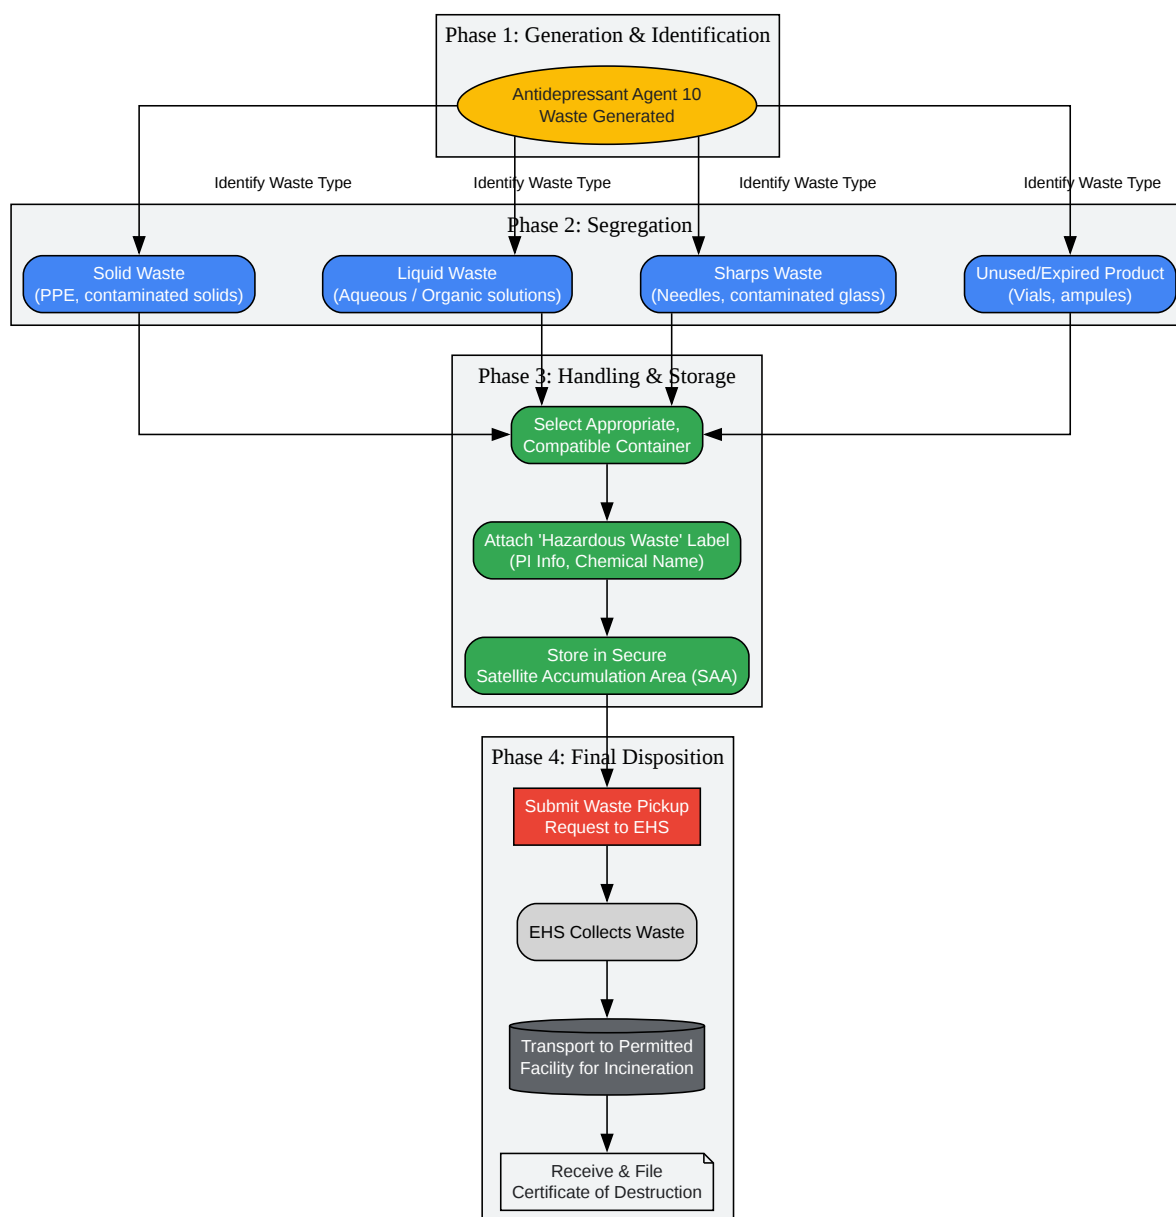 Phase 1: Generation & Identification
Antidepressant Agent 10
Waste Generated
Identify Waste Type
Identify Waste Type
Identify Waste Type
Identify Waste Type
Phase 2: Segregation
Solid Waste
(PPE, contaminated solids)
Liquid Waste
(Aqueous / Organic solutions)
Sharps Waste
(Needles, contaminated glass)
Unused/Expired Product
(Vials, ampules)
Phase 3: Handling & Storage
Select Appropriate,
Compatible Container
Attach 'Hazardous Waste' Label
(PI Info, Chemical Name)
Store in Secure
Satellite Accumulation Area (SAA)
Phase 4: Final Disposition
Submit Waste Pickup
Request to EHS
EHS Collects Waste
Transport to Permitted
Facility for Incineration
Receive & File
Certificate of Destruction